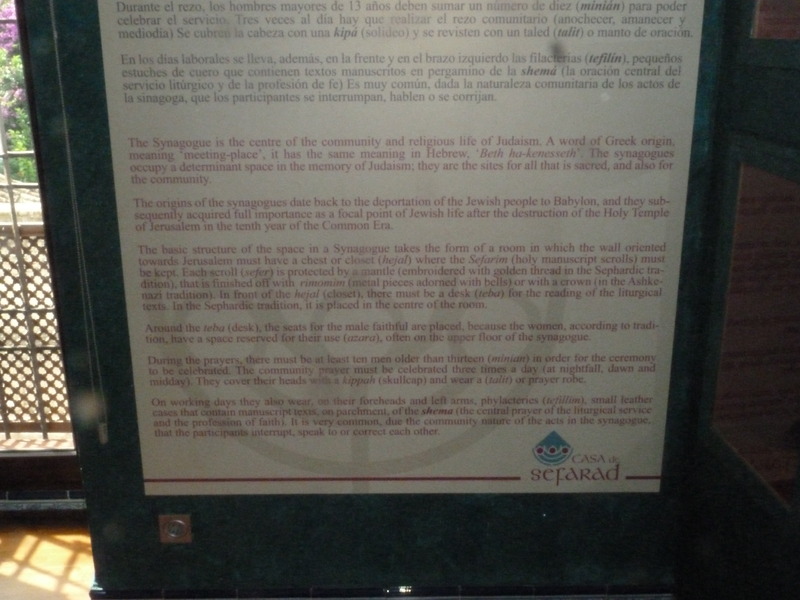 Durante el rezo, los hombres mayores de 13 años deben sumar un número de diez (minián) para poder
celebrar el servicio. Tres veces al día hay que realizar el rezo comunitario (anochecer, amanecer y
mediodía) Se cubren la cabeza con una kipá (solideo) y se revisten con un taled (talit) o manto de oración.
En los días laborales se lleva, además, en la frente y en el brazo izquierdo las filacterias (tefilín), pequeños
estuches de cuero que contienen textos manuscritos en pergamino de la shemá (la oración central del
servicio litúrgico y de la profesión de fe) Es muy común, dada la naturaleza comunitaria de los actos de
la sinagoga, que los participantes se interrumpan, hablen o se corrijan.
The Synagogue is the centre of the community and religious life of Judaism. A word of Greek origin,
meaning 'meeting-place', it has the same meaning in Hebrew, 'Beth ha-kenesseth'. The synagogues
occupy a determinant space in the memory of Judaism; they are the sites for all that is sacred, and also for
the community.
The origins of the synagogues date back to the deportation of the Jewish people to Babylon, and they sub-
sequently acquired full importance as a focal point of Jewish life after the destruction of the Holy Temple
of Jerusalem in the tenth year of the Common Era.
The basic structure of the space in a Synagogue takes the form of a room in which the wall oriented
towards Jerusalem must have a chest or closet (hejal) where the Sefarim (holy manuscript scrolls) must
be kept. Each scroll (sefer) is protected by a mantle (embroidered with golden thread in the Sephardic tra-
dition), that is finished off with rimomim (metal pieces adorned with bells) or with a crown (in the Ashke-
nazi tradition). In front of the hejal (closet), there must be a desk (teba) for the reading of the liturgical
texts. In the Sephardic tradition, it is placed in the centre of the room.
Around the teba (desk), the seats for the male faithful are placed, because the women, according to tradi-
tion, have a space reserved for their use (azara), often on the upper floor of the synagogue.
During the prayers, there must be at least ten men older than thirteen (minian) in order for the ceremony
to be celebrated. The community prayer must be celebrated three times a day (at nightfall, dawn and
midday). They cover their heads with a kippah (skullcap) and wear a (talit) or prayer robe.
On working days they also wear, on their foreheads and left arms, phylacteries (tefillin), small leather
cases that contain manuscript texts, on parchment, of the shema (the central prayer of the liturgical service
and the profession of faith). It is very common, due the community nature of the acts in the synagogue,
that the participants interrupt, speak to or correct each other.
CASA de
SEFARAD